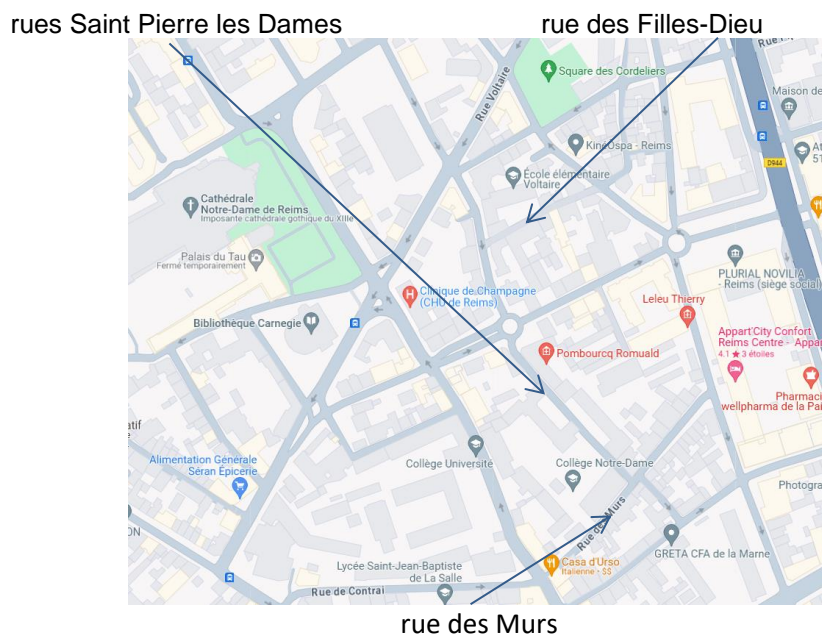 rues Saint Pierre les Dames
rue des Filles-Dieu
Square des Cordeliers
Rue Voltaire
Maison de
KinéOspa - Reims
D944
École élémentaire
Voltaire
Cathédrale
Notre-Dame de Reims
Imposante cathédrale gothique du XIIIe
Palais du Tau
Fermé temporairement
PLURIAL NOVILIA
- Reims (siège social)
Clinique de Champagne
(CHU de Reims)
Leleu Thierry
Bibliothèque Carnegie
Appart'City Confort
Reims Centre - Appar
4.1 ★ 3 étoiles
Pombourcq Romuald
Pharmaci
wellpharma de la Pai
atif
Collège Université
Collège Notre-Dame
Alimentation Générale
Séran Épicerie
Photogra
Rue des Murs
ON
GRETA CFA de la Marne
Casa d'Urso
Italienne - $$
Lycée Saint-Jean-Baptiste
de La Salle
Rue de Contrai
rue des Murs